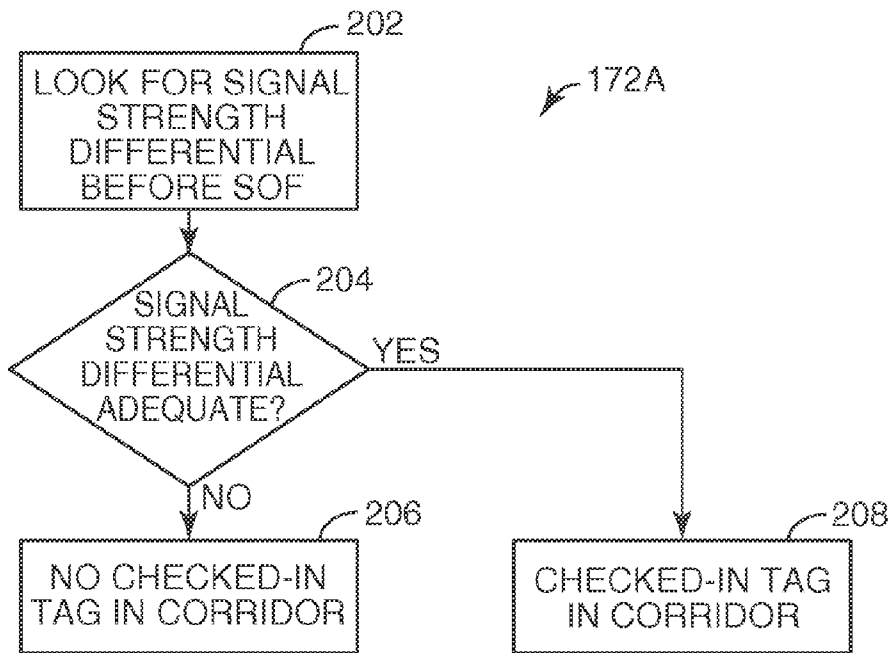 202
LOOK FOR SIGNAL
STRENGTH
DIFFERENTIAL
BEFORE SOF
172A
204
SIGNAL
STRENGTH
DIFFERENTIAL
ADEQUATE?
YES
NO
206
NO CHECKED-IN
TAG IN CORRIDOR
208
CHECKED-IN TAG
IN CORRIDOR